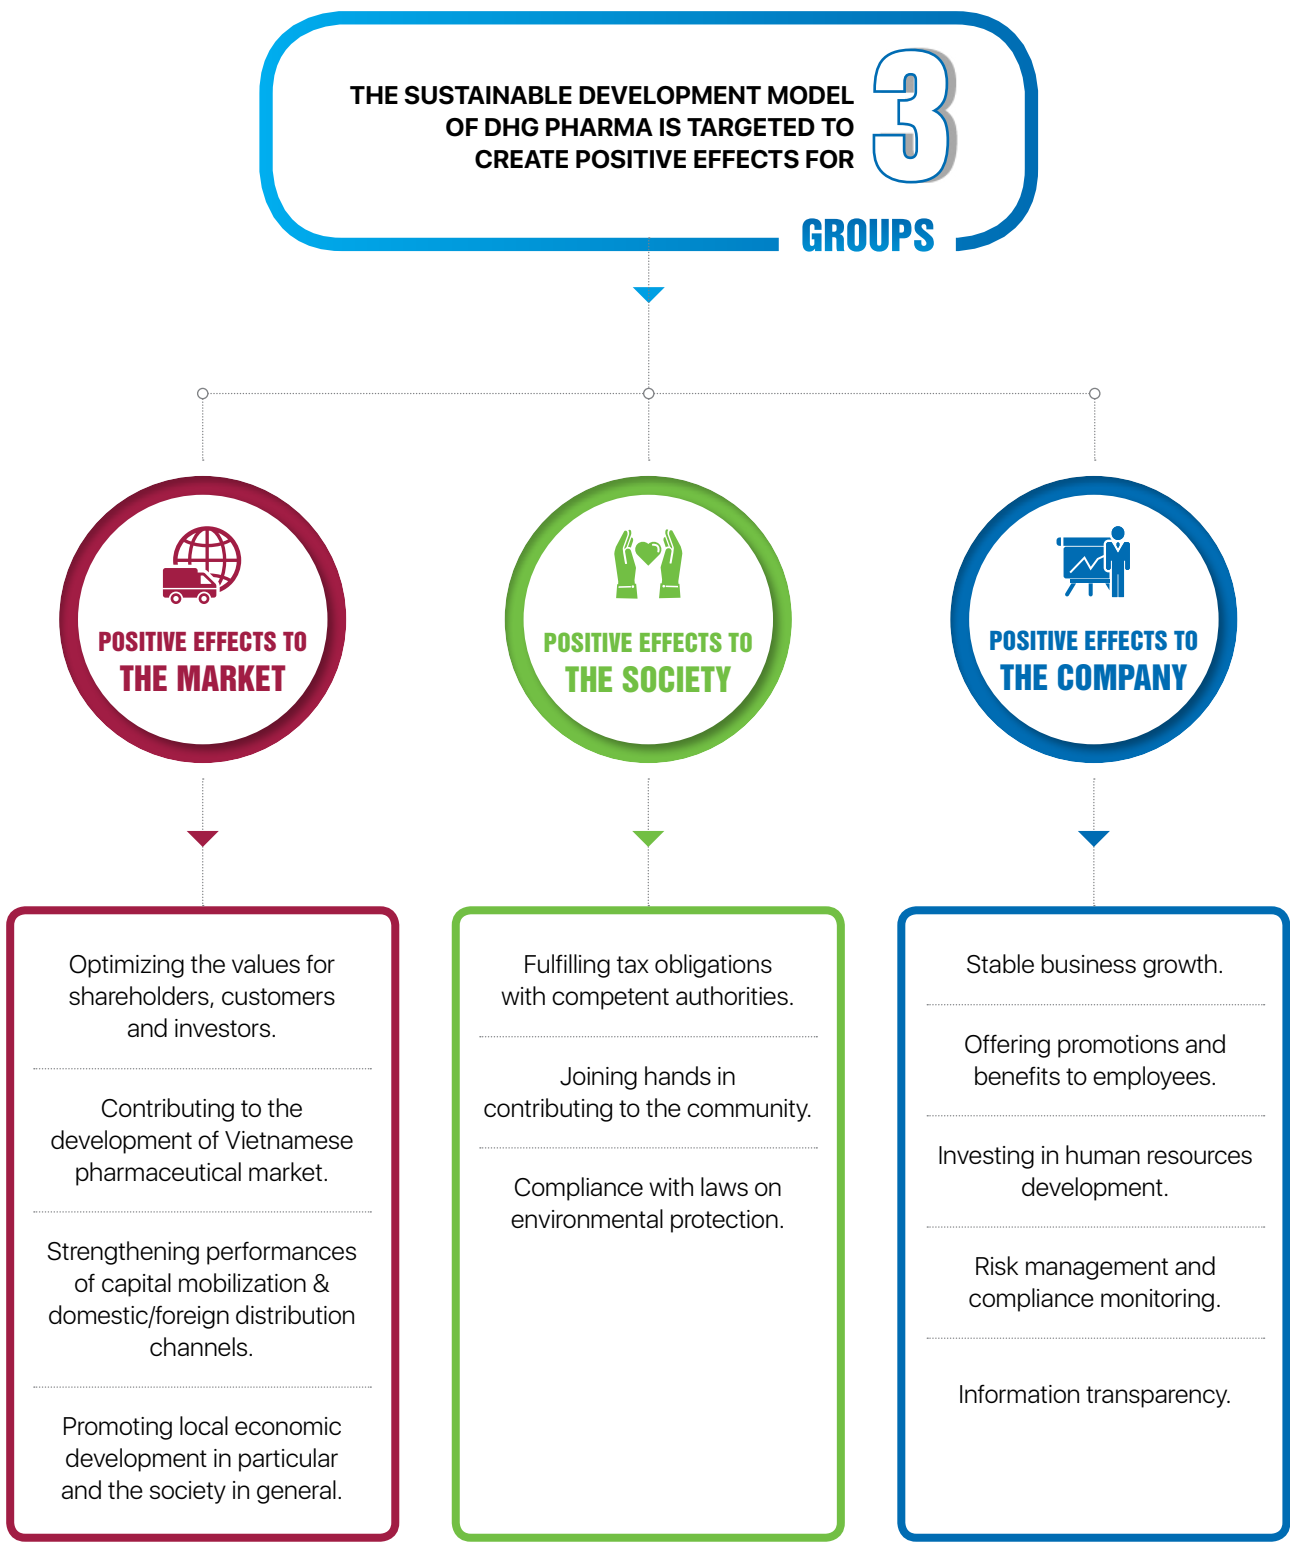 THE SUSTAINABLE DEVELOPMENT MODEL
OF DHG PHARMA IS TARGETED TO
CREATE POSITIVE EFFECTS FOR
3
GROUPS
POSITIVE EFFECTS TO
THE MARKET
Optimizing the values for
shareholders, customers
and investors.
Contributing to the
development of Vietnamese
pharmaceutical market.
Strengthening performances
of capital mobilization &
domestic/foreign distribution
channels.
Promoting local economic
development in particular
and the society in general.
POSITIVE EFFECTS TO
THE SOCIETY
Fulfilling tax obligations
with competent authorities.
Joining hands in
contributing to the community.
Compliance with laws on
environmental protection.
POSITIVE EFFECTS TO
THE COMPANY
Stable business growth.
Offering promotions and
benefits to employees.
Investing in human resources
development.
Risk management and
compliance monitoring.
Information transparency.